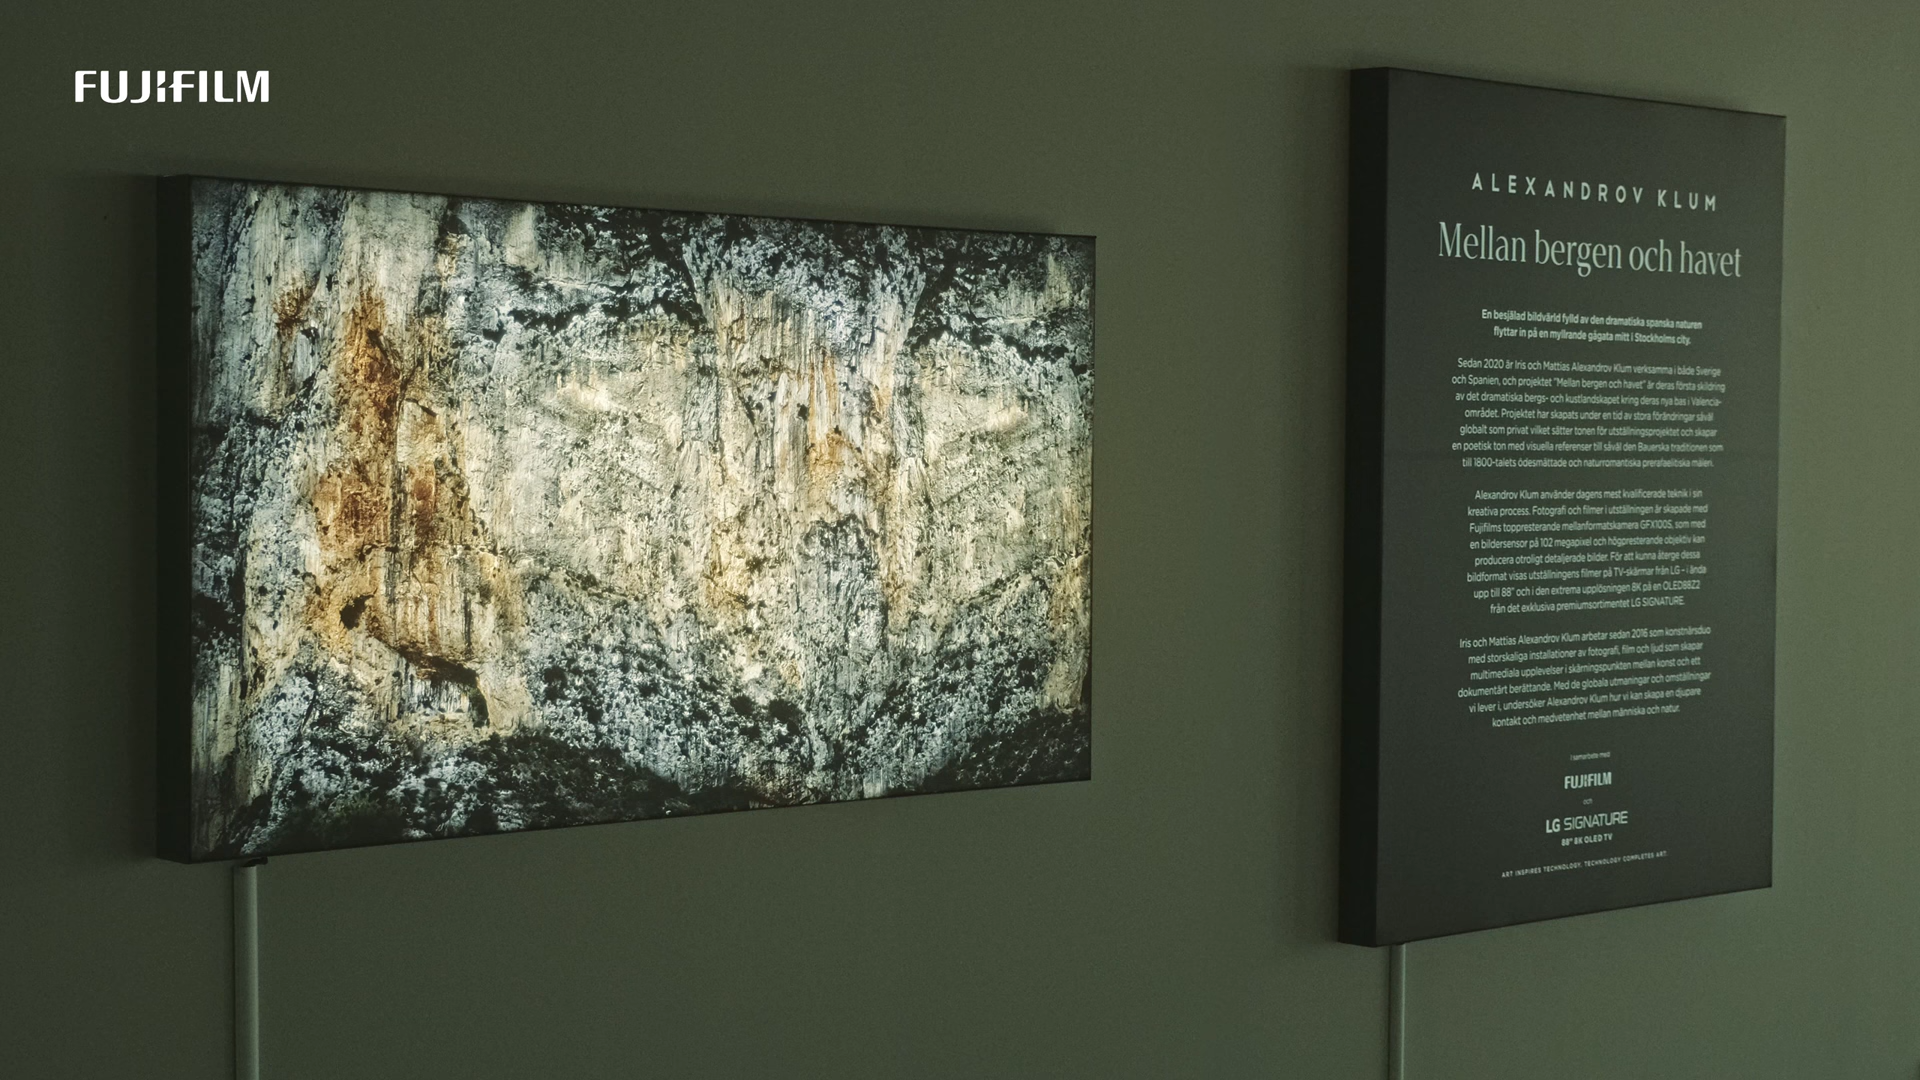 FUJIFILM
ALEXANDROV KLUM
Mellan bergen och havet
En besjälad bildvärld fylld av den dramatiska spanska naturen
flyttar in på en myllrande gågata mitt i Stockholms city.
Sedan 2020 är Iris och Mattias Alexandrov Klum verksamma i både Sverige
och Spanien, och projektet "Mellan bergen och havet" är deras första skildring
av det dramatiska bergs- och kustlandskapet kring deras nya bas i Valencia-
området. Projektet har skapats under en tid av stora förändringar såväl
globalt som privat vilket sätter tonen för utställningsprojektet och skapar
en poetisk ton med visuella referenser till såväl den Bauerska traditionen som
till 1800-talets ödesmättade och naturromantiska prerafaelitiska måleri.
Alexandrov Klum använder dagens mest kvalificerade teknik i sin
kreativa process. Fotografi och filmer i utställningen är skapade med
Fujifilms toppresterande mellanformatskamera GFX100S, som med
en bildersensor på 102 megapixel och högpresterande objektiv kan
producera otroligt detaljerade bilder. För att kunna återge dessa
bildformat visas utställningens filmer på TV-skärmar från LG – i ända
upp till 88" och i den extrema upplösningen 8K på en OLED88Z2
från det exklusiva premiumsortimentet LG SIGNATURE.
Iris och Mattias Alexandrov Klum arbetar sedan 2016 som konstnärsduo
med storskaliga installationer av fotografi, film och ljud som skapar
multimediala upplevelser i skärningspunkten mellan konst och ett
dokumentärt berättande. Med de globala utmaningar och omställningar
vi lever i, undersöker Alexandrov Klum hur vi kan skapa en djupare
kontakt och medvetenhet mellan människa och natur.
I samarbete med
FUJIFILM
och
LG SIGNATURE
88" 8K OLED TV
ART INSPIRES TECHNOLOGY. TECHNOLOGY COMPLETES ART.